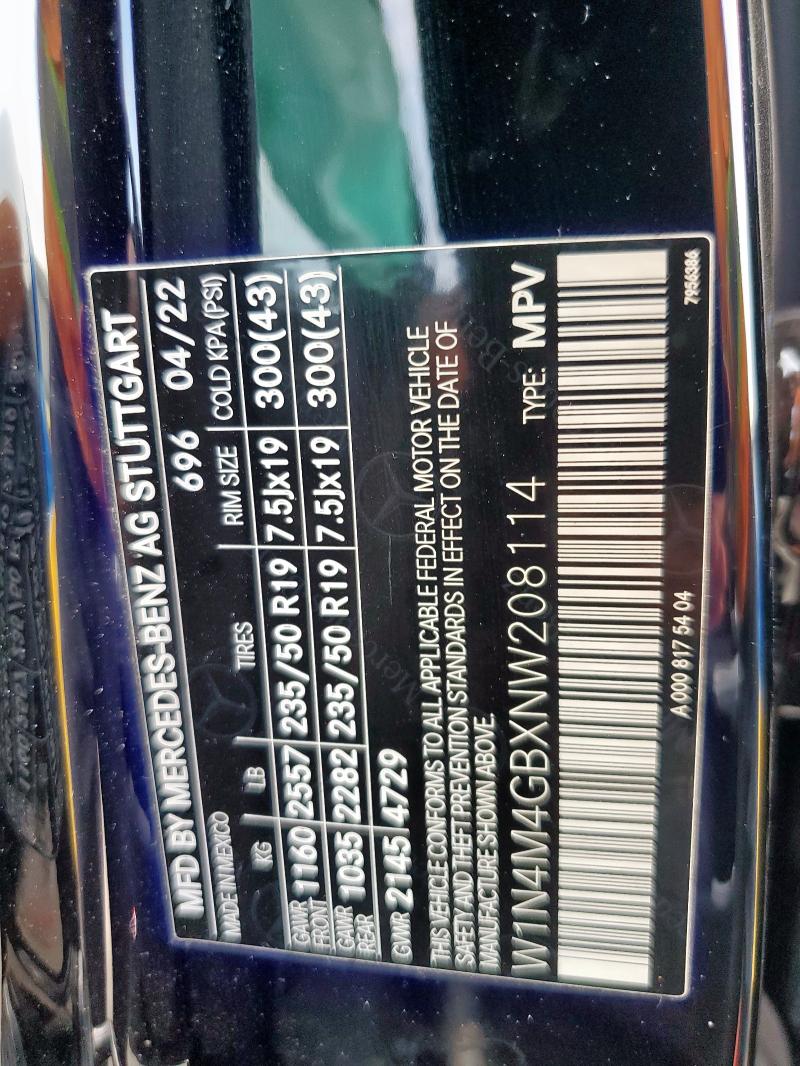 MFD BY MERCEDES-BENZ AG STUTTGART
MADE IN MEXICO 696 04/22
KG LB TIRES RIM SIZE COLD KPA(PSI)
GAWR FRONT 1160 2557 235/50 R19 7.5Jx19 300(43)
GAWR REAR 1035 2282 235/50 R19 7.5Jx19 300(43)
GVWR 2145 4729
THIS VEHICLE CONFORMS TO ALL APPLICABLE FEDERAL MOTOR VEHICLE
SAFETY AND THEFT PREVENTION STANDARDS IN EFFECT ON THE DATE OF
MANUFACTURE SHOWN ABOVE.
W1N4M4GBXNW208114 TYPE: MPV
A 000 817 54 04 7956386